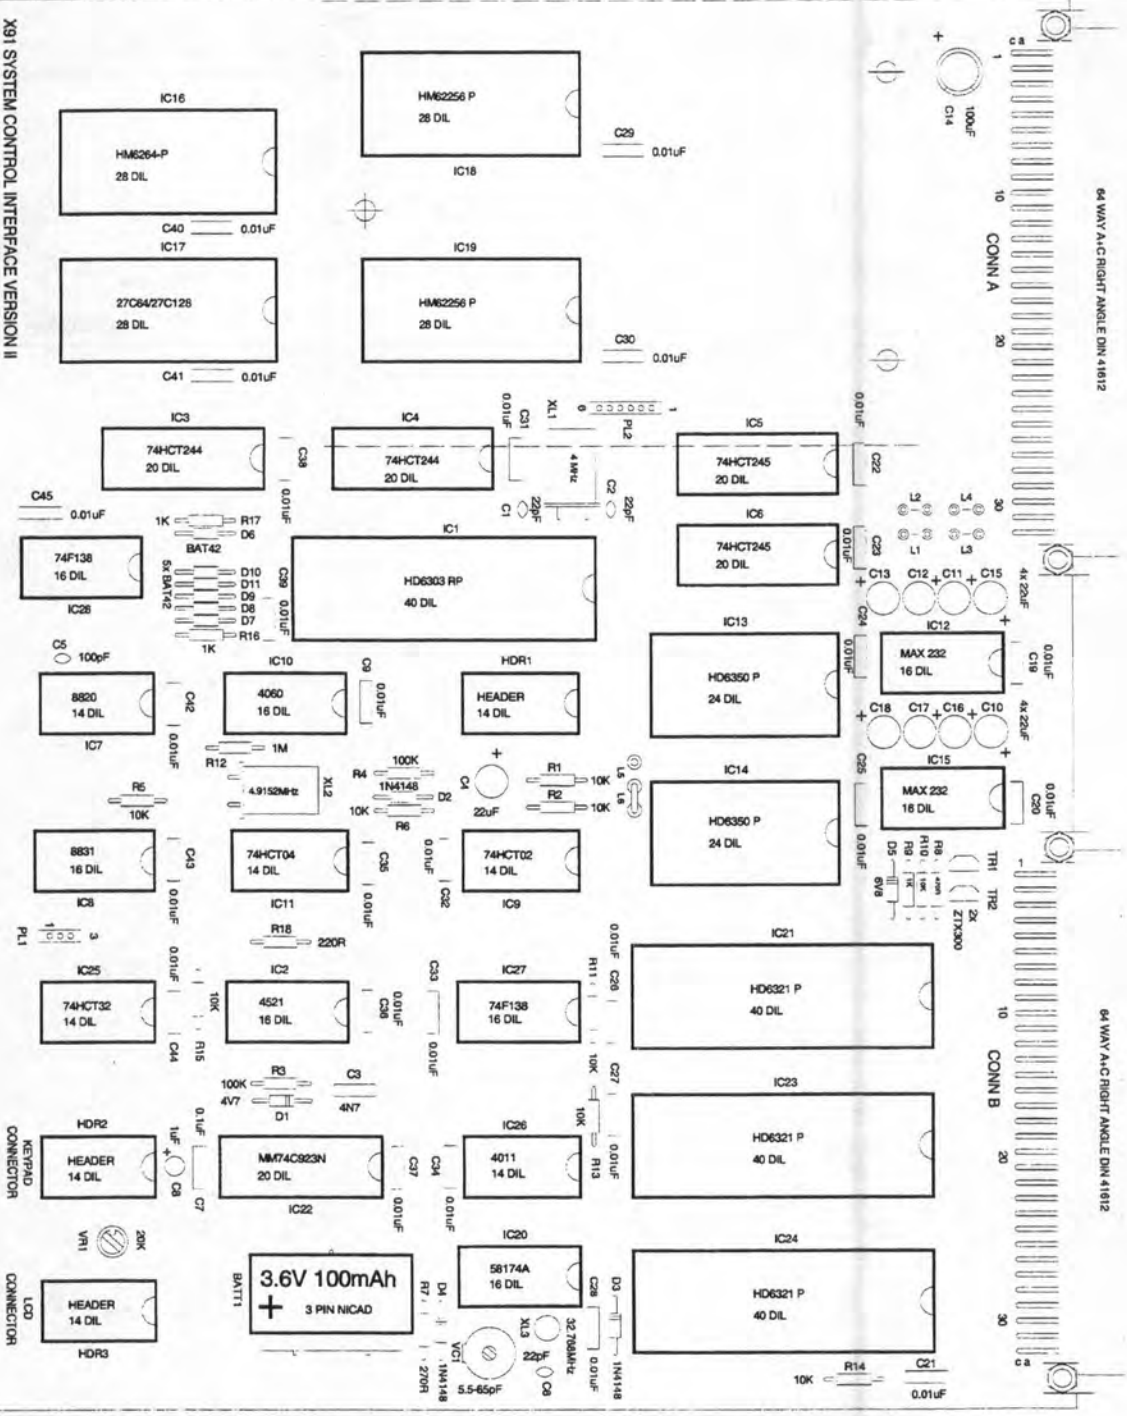 X91 SYSTEM CONTROL INTERFACE VERSION II
IC16
HM6264-P
28 DIL
C40
0.01uF
IC17
27C64/27C128
28 DIL
C41
0.01uF
HM62256 P
28 DIL
IC18
C29
0.01uF
IC19
HM62256 P
28 DIL
C30
0.01uF
+
100uF
C14
c a
1
10
CONN A
20
30
64 WAY A+C RIGHT ANGLE DIN 41612
IC3
74HCT244
20 DIL
C38
0.01uF
IC4
74HCT244
20 DIL
C31
0.01uF
XL1
6
1
PL2
4 MHz
C1
22pF
C2
22pF
IC5
74HCT245
20 DIL
C22
0.01uF
IC6
74HCT245
20 DIL
C23
0.01uF
L2
L4
L1
L3
C45
0.01uF
74F138
16 DIL
IC28
1K
R17
D6
BAT42
5x BAT42
D10
D11
D9
D8
D7
R16
1K
C39
0.01uF
IC1
HD6303 RP
40 DIL
+
C13
C12
+
C11
+
C15
4x 22uF
+
IC12
MAX 232
16 DIL
C19
0.01uF
C24
0.01uF
IC13
HD6350 P
24 DIL
C18
+
C17
C16
+
C10
4x 22uF
+
IC15
MAX 232
16 DIL
C20
0.01uF
C25
0.01uF
IC14
HD6350 P
24 DIL
C5
100pF
8820
14 DIL
IC7
C42
0.01uF
IC10
4060
16 DIL
C9
0.01uF
HDR1
HEADER
14 DIL
R12
1M
4.9152MHz
XL2
R4
100K
1N4148
D2
10K
R6
+
C4
22uF
R1
10K
R2
10K
L5
L6
R5
10K
8831
16 DIL
IC8
C43
0.01uF
74HCT04
14 DIL
IC11
C35
0.01uF
C32
0.01uF
74HCT02
14 DIL
IC9
D5
6V8
R9
1K
R10
10K
R8
470R
TR1
TR2
2x
ZTX300
1
10
CONN B
20
30
c a
64 WAY A+C RIGHT ANGLE DIN 41612
PL1
1
3
R18
220R
IC25
74HCT32
14 DIL
0.01uF
C44
10K
R15
IC2
4521
16 DIL
C36
0.01uF
C33
0.01uF
IC27
74F138
16 DIL
R11
10K
C26
0.01uF
IC21
HD6321 P
40 DIL
R3
100K
4V7
D1
C3
4N7
C27
0.01uF
10K
R13
IC23
HD6321 P
40 DIL
KEYPAD
CONNECTOR
HDR2
HEADER
14 DIL
1uF
+
C8
0.1uF
C7
MM74C923N
20 DIL
IC22
C37
0.01uF
C34
0.01uF
IC26
4011
14 DIL
VR1
20K
LCD
CONNECTOR
HEADER
14 DIL
HDR3
BATT1
3.6V 100mAh
+ 3 PIN NICAD
D4
1N4148
R7
270R
IC20
58174A
16 DIL
C28
0.01uF
D3
1N4148
VC1
5.5-65pF
XL3
32.768MHz
22pF
C6
IC24
HD6321 P
40 DIL
R14
10K
C21
0.01uF